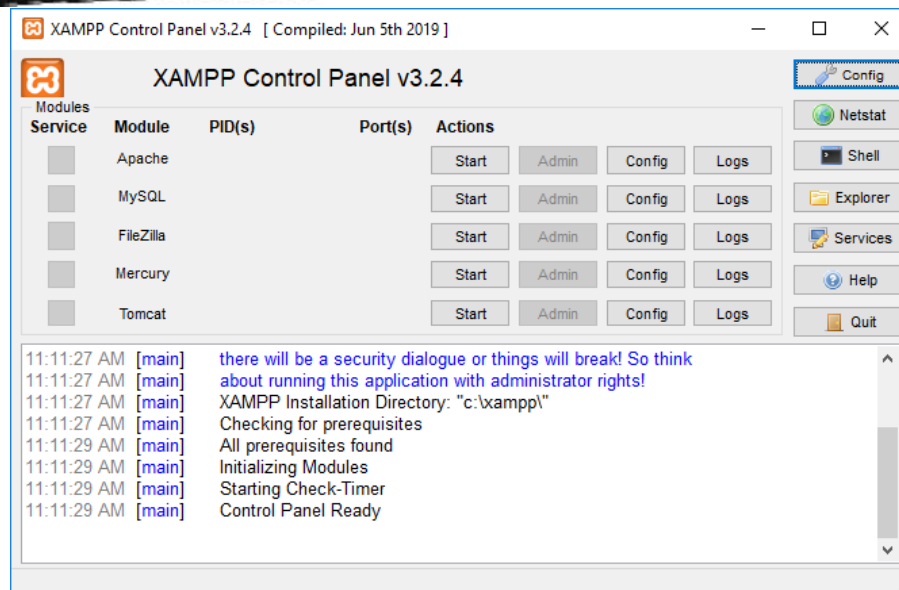 XAMPP Control Panel v3.2.4 [ Compiled: Jun 5th 2019 ]
XAMPP Control Panel v3.2.4
Config
Modules
Service Module PID(s) Port(s) Actions
Netstat
Apache Start Admin Config Logs
Shell
MySQL Start Admin Config Logs
Explorer
FileZilla Start Admin Config Logs
Services
Mercury Start Admin Config Logs
Help
Tomcat Start Admin Config Logs
Quit
11:11:27 AM [main] there will be a security dialogue or things will break! So think
11:11:27 AM [main] about running this application with administrator rights!
11:11:27 AM [main] XAMPP Installation Directory: "c:\xampp\"
11:11:27 AM [main] Checking for prerequisites
11:11:29 AM [main] All prerequisites found
11:11:29 AM [main] Initializing Modules
11:11:29 AM [main] Starting Check-Timer
11:11:29 AM [main] Control Panel Ready